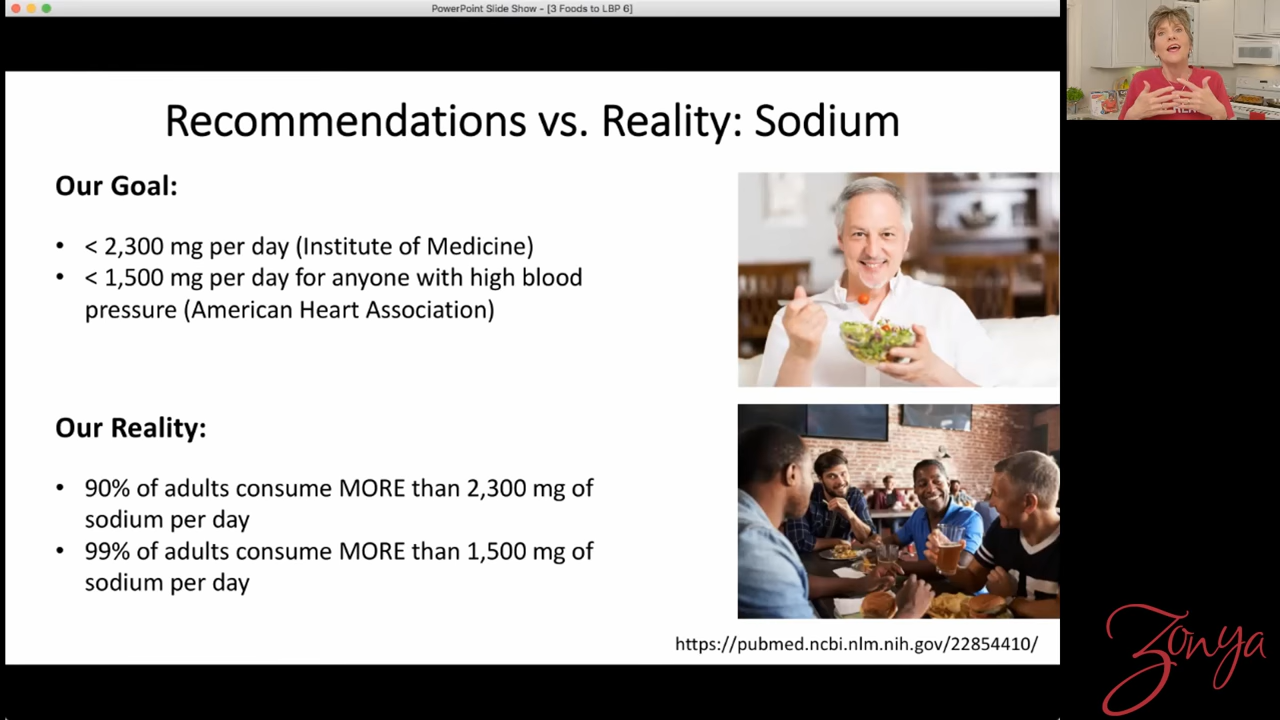 PowerPoint Slide Show - [3 Foods to LBP 6]
Recommendations vs. Reality: Sodium
Our Goal:
• < 2,300 mg per day (Institute of Medicine)
• < 1,500 mg per day for anyone with high blood
pressure (American Heart Association)
Our Reality:
• 90% of adults consume MORE than 2,300 mg of
sodium per day
• 99% of adults consume MORE than 1,500 mg of
sodium per day
https://pubmed.ncbi.nlm.nih.gov/22854410/
Zonya